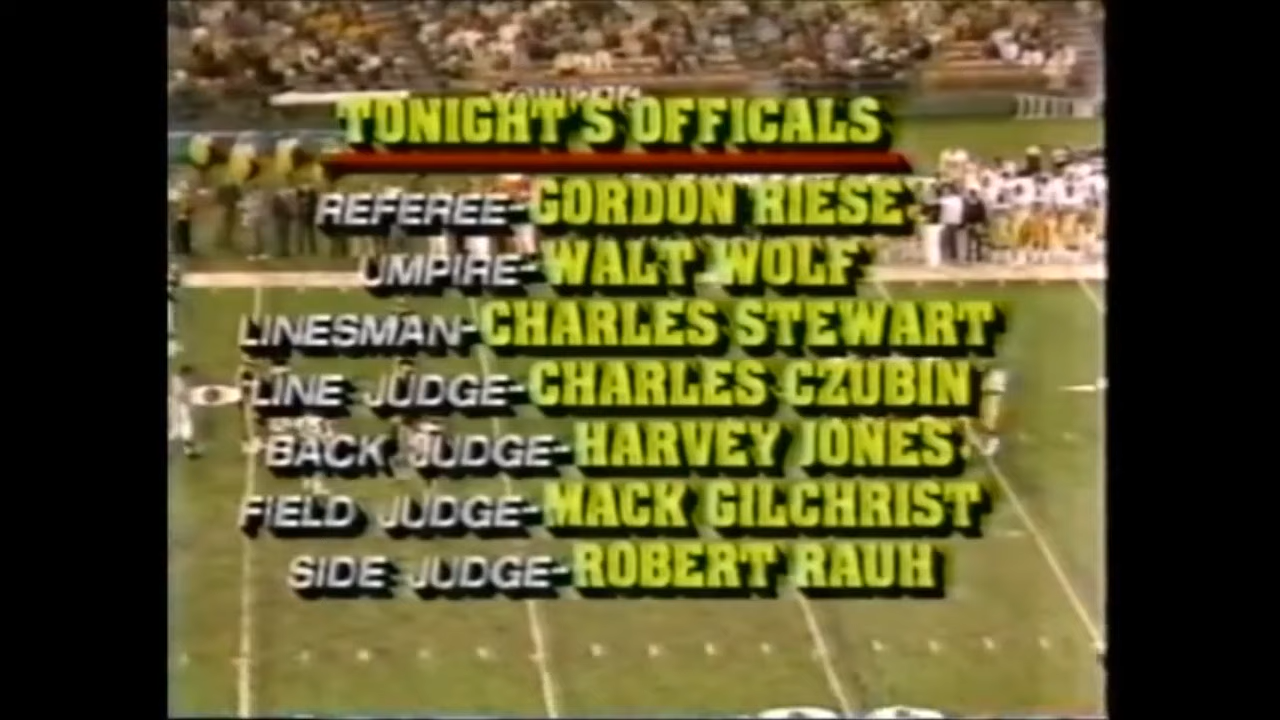 TONIGHT'S OFFICALS
REFEREE-GORDON RIESE
UMPIRE-WALT WOLF
LINESMAN-CHARLES STEWART
LINE JUDGE-CHARLES CZUBIN
BACK JUDGE-HARVEY JONES
FIELD JUDGE-MACK GILCHRIST
SIDE JUDGE-ROBERT RAUH